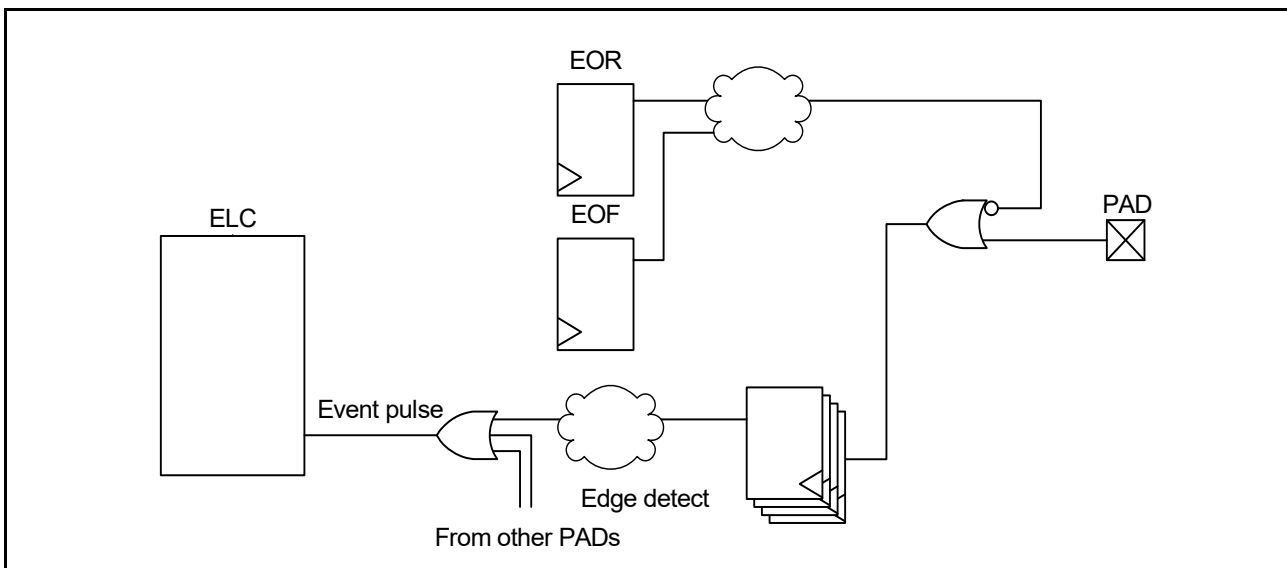 EOR
EOF
PAD
ELC
Event pulse
Edge detect
From other PADs